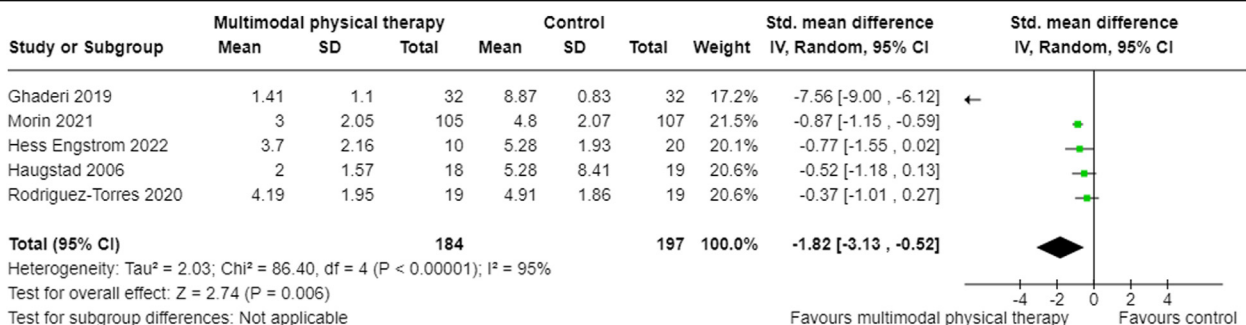 Multimodal physical therapy Control Std. mean difference Std. mean difference
Study or Subgroup Mean SD Total Mean SD Total Weight IV, Random, 95% CI IV, Random, 95% CI
Ghaderi 2019 1.41 1.1 32 8.87 0.83 32 17.2% -7.56 [-9.00 , -6.12]
Morin 2021 3 2.05 105 4.8 2.07 107 21.5% -0.87 [-1.15 , -0.59]
Hess Engstrom 2022 3.7 2.16 10 5.28 1.93 20 20.1% -0.77 [-1.55 , 0.02]
Haugstad 2006 2 1.57 18 5.28 8.41 19 20.6% -0.52 [-1.18 , 0.13]
Rodriguez-Torres 2020 4.19 1.95 19 4.91 1.86 19 20.6% -0.37 [-1.01 , 0.27]
Total (95% CI) 184 197 100.0% -1.82 [-3.13 , -0.52]
Heterogeneity: Tau² = 2.03; Chi² = 86.40, df = 4 (P < 0.00001); I² = 95%
Test for overall effect: Z = 2.74 (P = 0.006) -4 -2 0 2 4
Test for subgroup differences: Not applicable Favours multimodal physical therapy Favours control